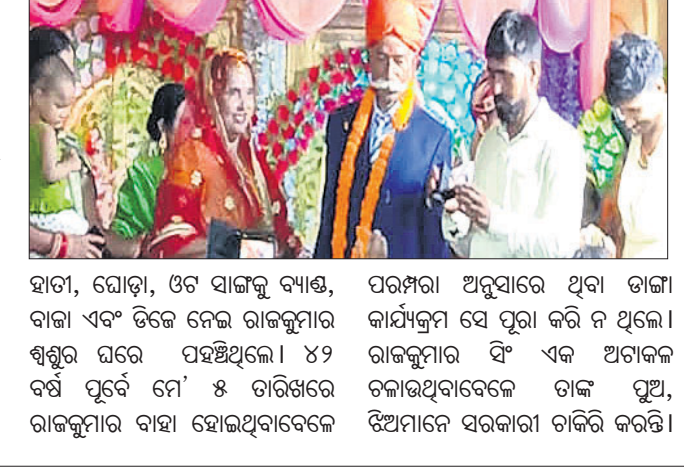 ହାତୀ, ଘୋଡ଼ା, ଓଟ ସାଙ୍ଗକୁ ବ୍ୟାଣ୍ଡ,
ବାଜା ଏବଂ ଡିଜେ ନେଇ ରାଜକୁମାର
ଶ୍ୱଶୁର ଘରେ ପହଞ୍ଚିଥିଲେ। ୪୨
ବର୍ଷ ପୂର୍ବେ ମେ' ୫ ତାରିଖରେ
ରାଜକୁମାର ବାହା ହୋଇଥିବାବେଳେ
ପରମ୍ପରା ଅନୁସାରେ ଥିବା ଡାଙ୍ଗା
କାର୍ଯ୍ୟକ୍ରମ ସେ ପୂରା କରି ନ ଥିଲେ।
ରାଜକୁମାର ସିଂ ଏକ ଅଟାକଳ
ଚଳାଉଥିବାବେଳେ ତାଙ୍କ ପୁଅ,
ଝିଅମାନେ ସରକାରୀ ଚାକିରି କରନ୍ତି।